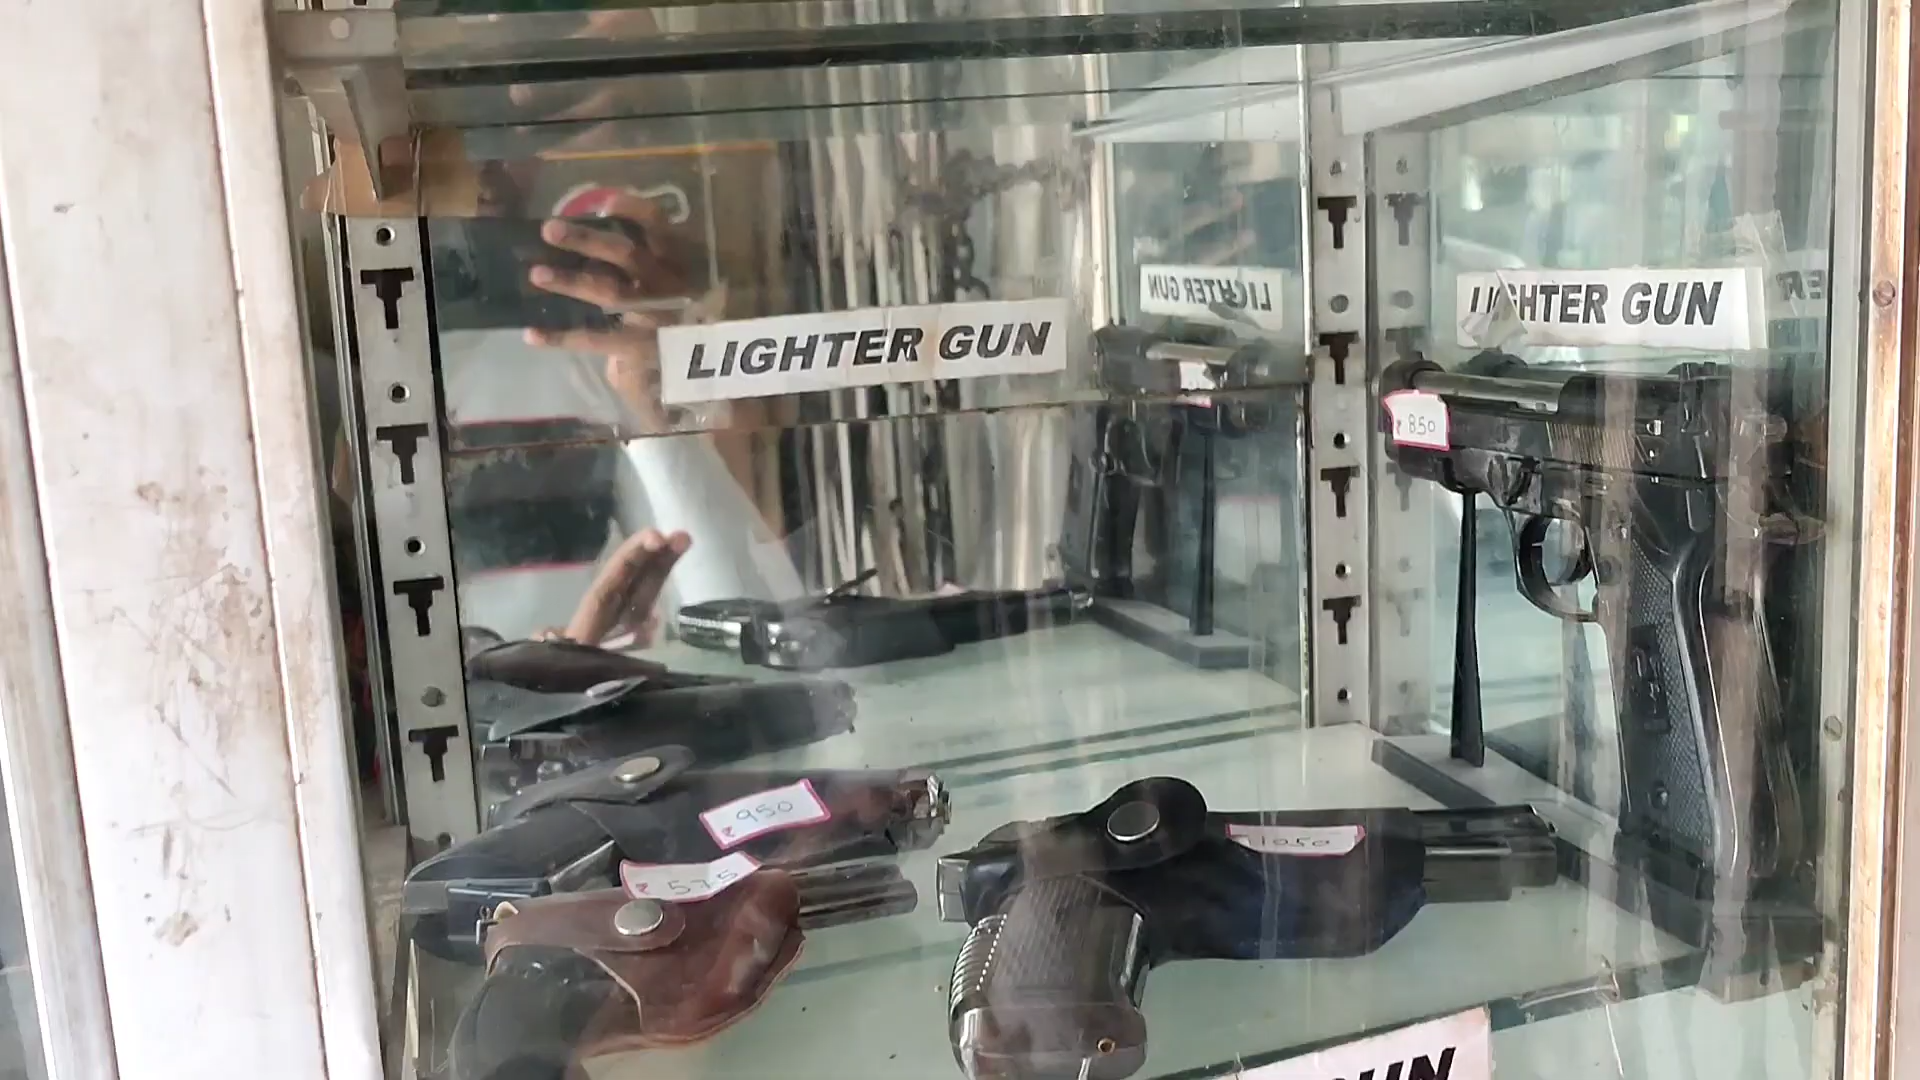 LIGHTER GUN
LIGHTER GUN
LIGHTER GUN
₹ 850
₹ 950
₹ 575
₹ 1050